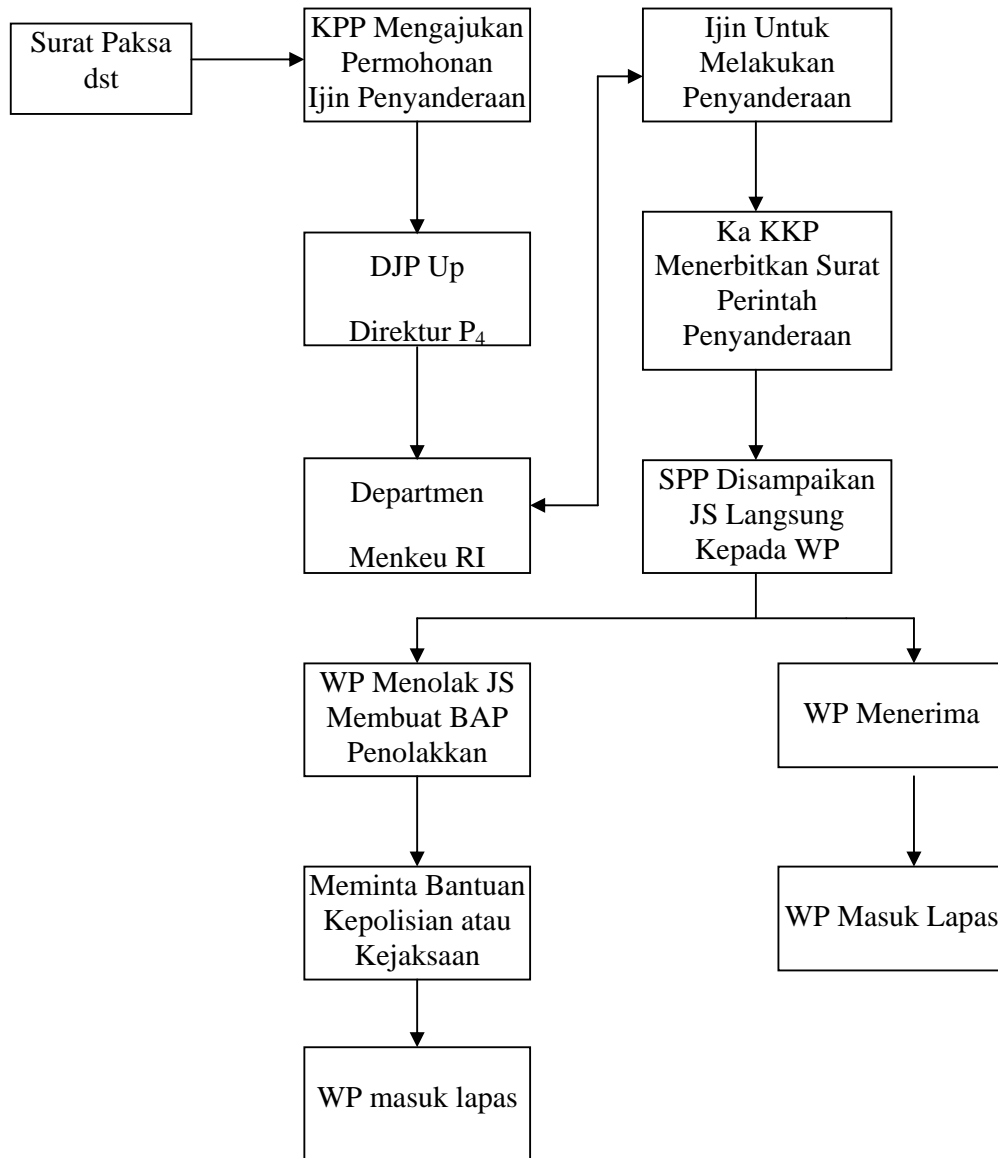 Surat Paksa
dst
KPP Mengajukan
Permohonan
Ijin Penyanderaan
DJP Up
Direktur P₄
Departmen
Menkeu RI
Ijin Untuk
Melakukan
Penyanderaan
Ka KKP
Menerbitkan Surat
Perintah
Penyanderaan
SPP Disampaikan
JS Langsung
Kepada WP
WP Menolak JS
Membuat BAP
Penolakkan
Meminta Bantuan
Kepolisian atau
Kejaksaan
WP masuk lapas
WP Menerima
WP Masuk Lapas